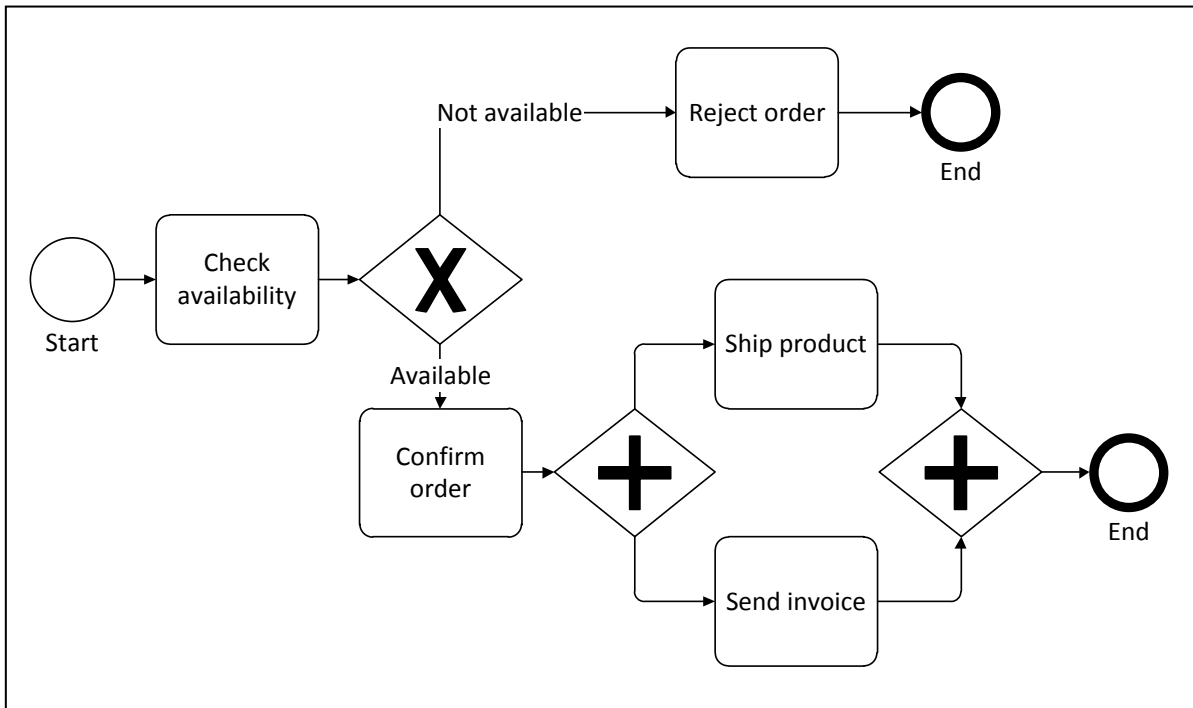 Not available
Reject order
End
Check
availability
Start
Available
Ship product
Confirm
order
End
Send invoice